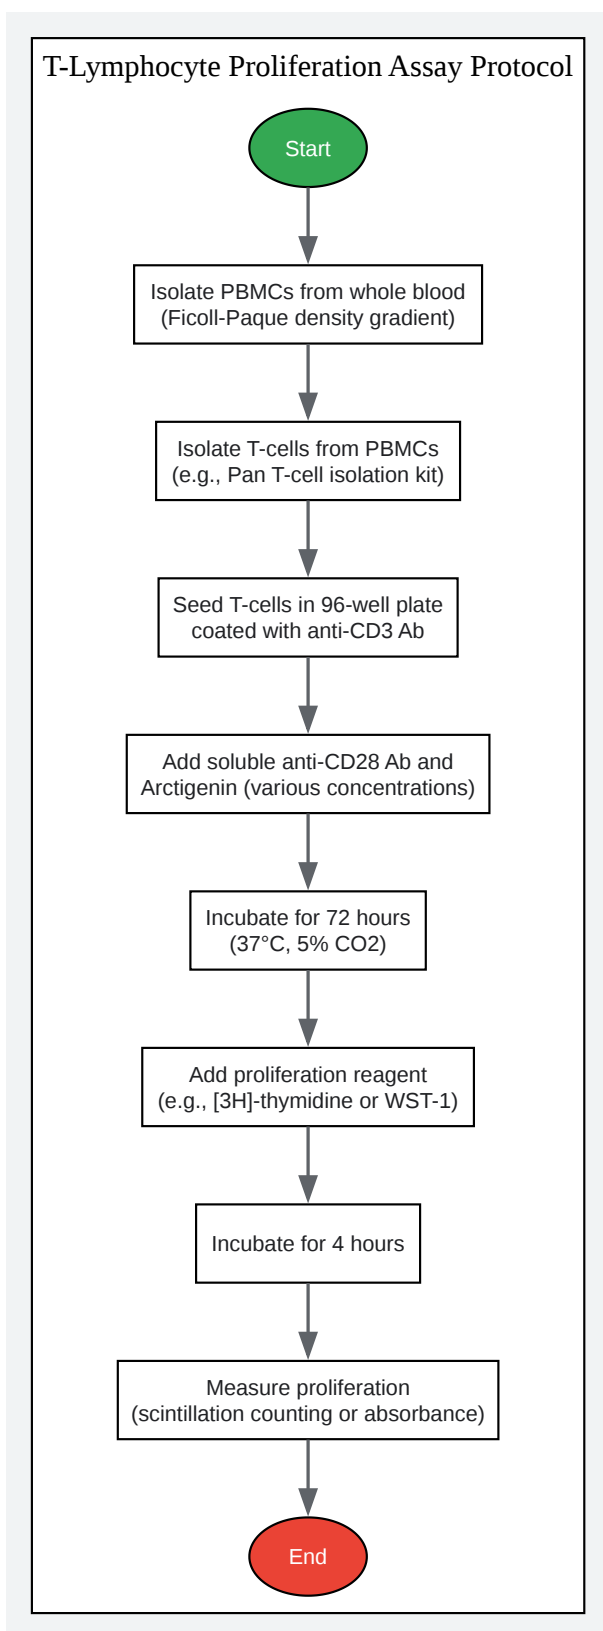 T-Lymphocyte Proliferation Assay Protocol
Start
Isolate PBMCs from whole blood
(Ficoll-Paque density gradient)
Isolate T-cells from PBMCs
(e.g., Pan T-cell isolation kit)
Seed T-cells in 96-well plate
coated with anti-CD3 Ab
Add soluble anti-CD28 Ab and
Arctigenin (various concentrations)
Incubate for 72 hours
(37°C, 5% CO2)
Add proliferation reagent
(e.g., [3H]-thymidine or WST-1)
Incubate for 4 hours
Measure proliferation
(scintillation counting or absorbance)
End